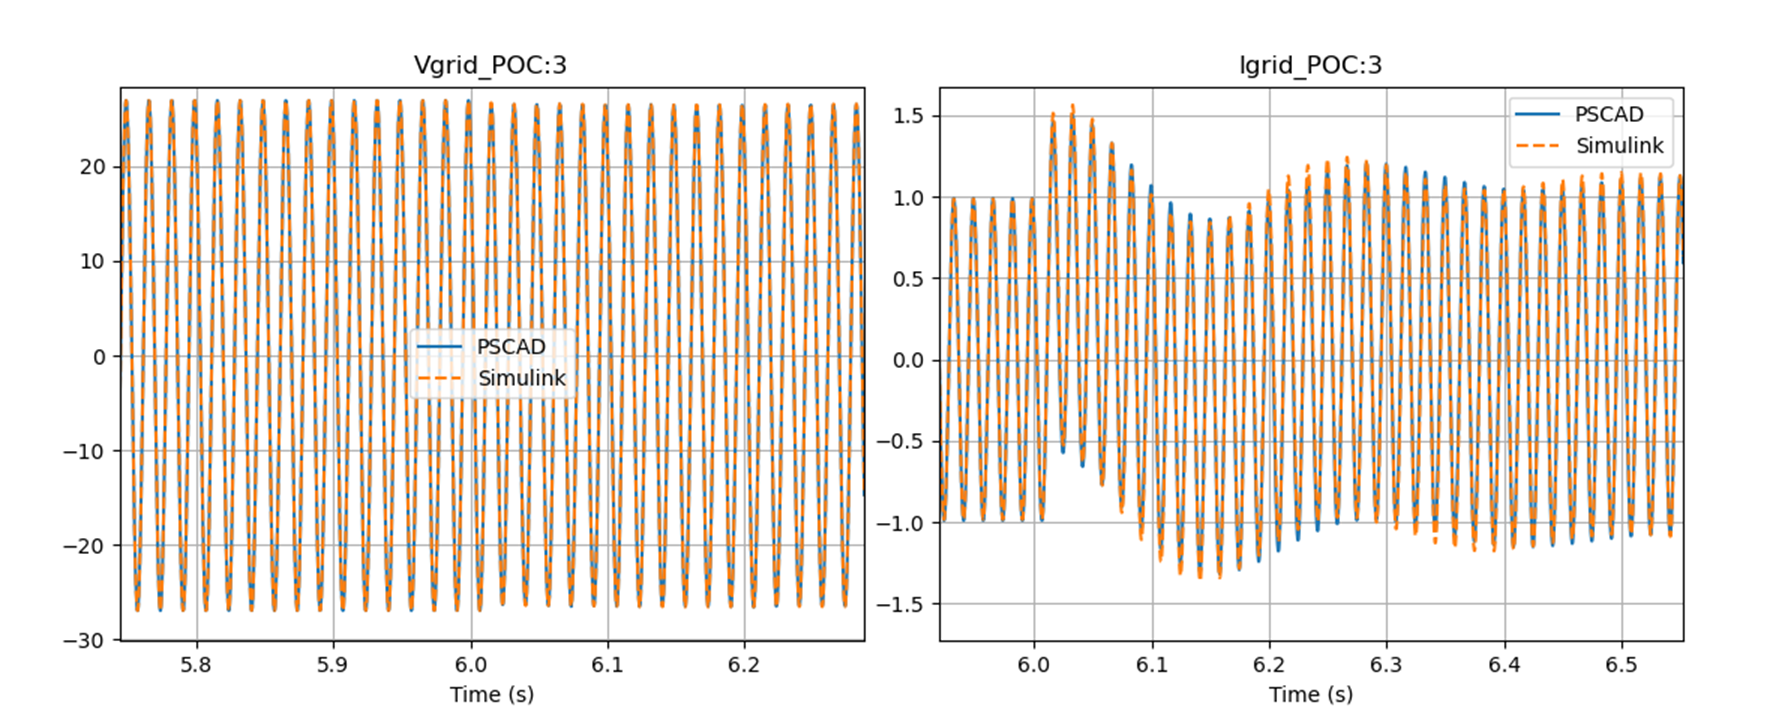 Vgrid_POC:3
20
10
0
−10
−20
−30
5.8 5.9 6.0 6.1 6.2
Time (s)
PSCAD
Simulink
Igrid_POC:3
1.5
1.0
0.5
0.0
−0.5
−1.0
−1.5
6.0 6.1 6.2 6.3 6.4 6.5
Time (s)
PSCAD
Simulink